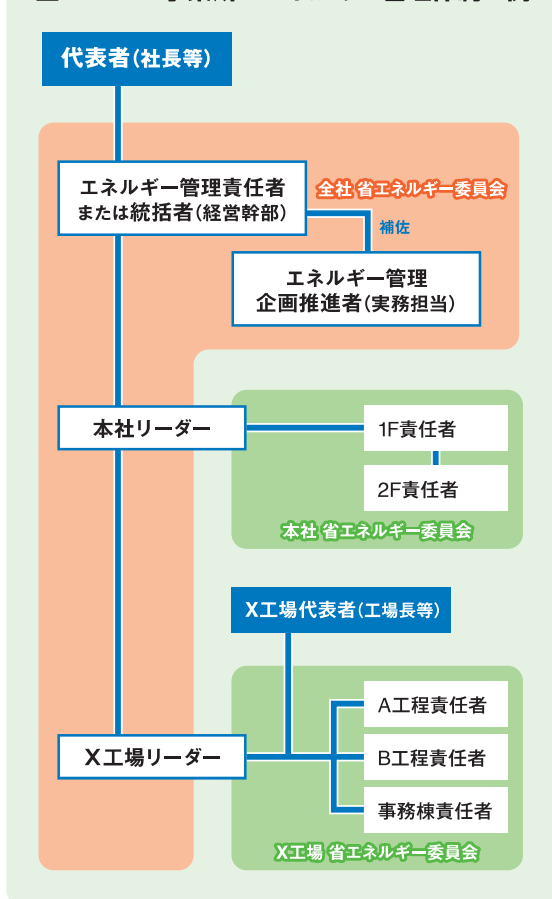 代表者(社長等)
エネルギー管理責任者
または統括者(経営幹部)
全社 省エネルギー委員会
補佐
エネルギー管理
企画推進者(実務担当)
本社リーダー
1F責任者
2F責任者
本社 省エネルギー委員会
X工場代表者(工場長等)
A工程責任者
X工場リーダー
B工程責任者
事務棟責任者
X工場 省エネルギー委員会